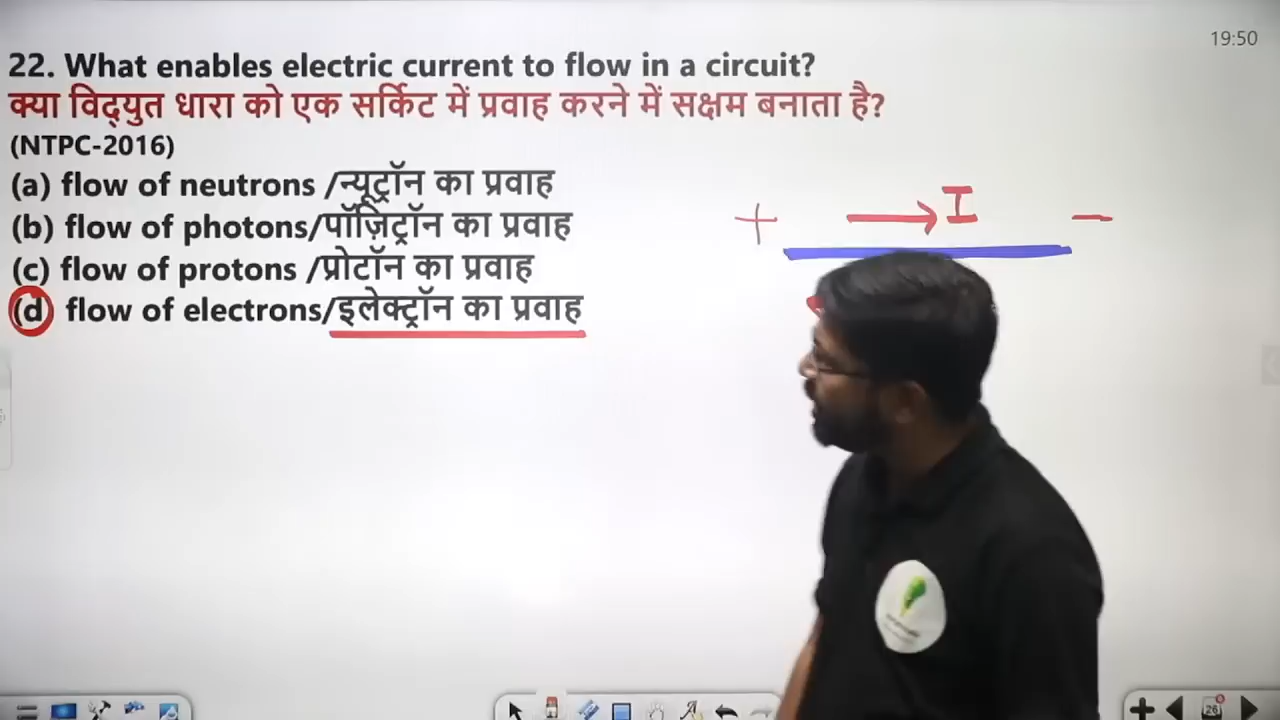 19:50
22. What enables electric current to flow in a circuit?
क्या विद्युत धारा को एक सर्किट में प्रवाह करने में सक्षम बनाता है?
(NTPC-2016)
(a) flow of neutrons /न्यूट्रॉन का प्रवाह
(b) flow of photons/पॉज़िट्रॉन का प्रवाह
(c) flow of protons /प्रोटॉन का प्रवाह
(d) flow of electrons/इलेक्ट्रॉन का प्रवाह
+ → I −
26